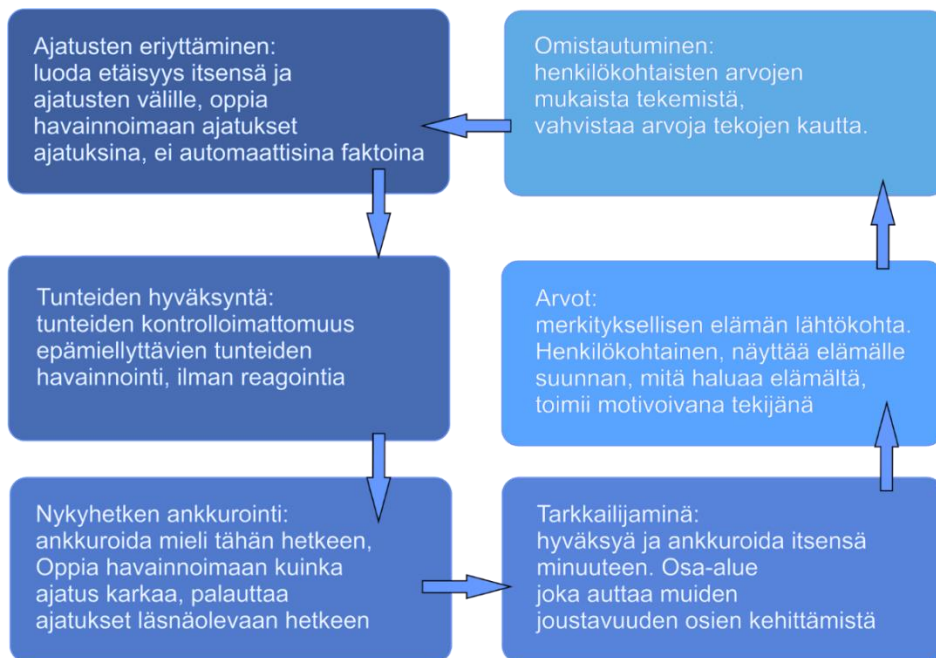 Ajatusten eriyttäminen:
luoda etäisyys itsensä ja
ajatusten välille, oppia
havainnoimaan ajatukset
ajatuksina, ei automaattisina faktoina
Tunteiden hyväksyntä:
tunteiden kontrolloimattomuus
epämiellyttävien tunteiden
havainnointi, ilman reagointia
Nykyhetken ankkurointi:
ankkuroida mieli tähän hetkeen,
Oppia havainnoimaan kuinka
ajatus karkaa, palauttaa
ajatukset läsnäolevaan hetkeen
Tarkkailijaminä:
hyväksyä ja ankkuroida itsensä
minuuteen. Osa-alue
joka auttaa muiden
joustavuuden osien kehittämistä
Arvot:
merkityksellisen elämän lähtökohta.
Henkilökohtainen, näyttää elämälle
suunnan, mitä haluaa elämältä,
toimii motivoivana tekijänä
Omistautuminen:
henkilökohtaisten arvojen
mukaista tekemistä,
vahvistaa arvoja tekojen kautta.